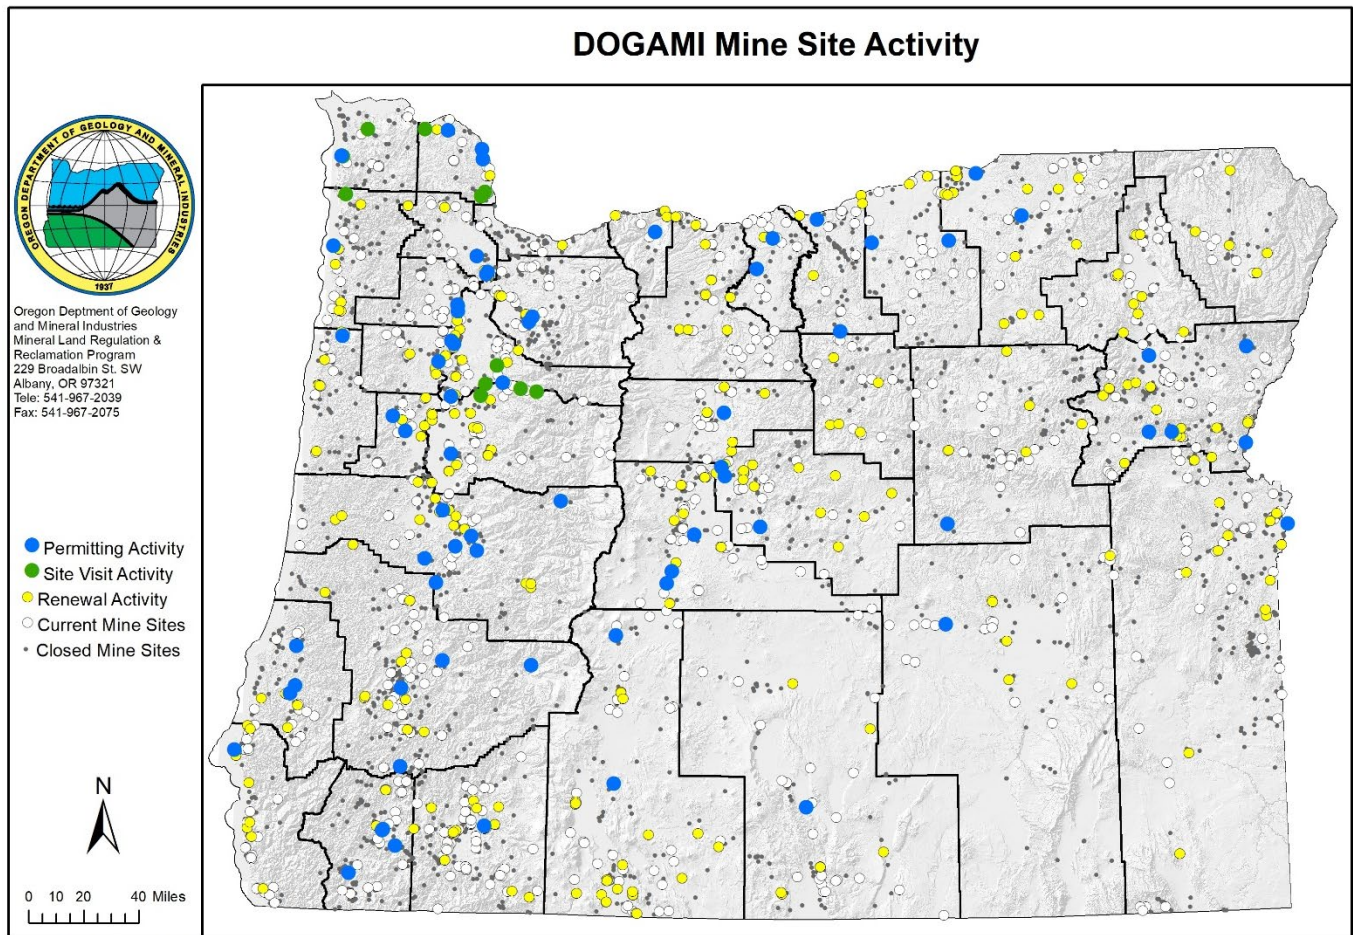 DOGAMI Mine Site Activity
OREGON DEPARTMENT OF GEOLOGY AND MINERAL INDUSTRIES
1937
Oregon Deptment of Geology
and Mineral Industries
Mineral Land Regulation &
Reclamation Program
229 Broadalbin St. SW
Albany, OR 97321
Tele: 541-967-2039
Fax: 541-967-2075
Permitting Activity
Site Visit Activity
Renewal Activity
Current Mine Sites
Closed Mine Sites
N
0 10 20 40 Miles